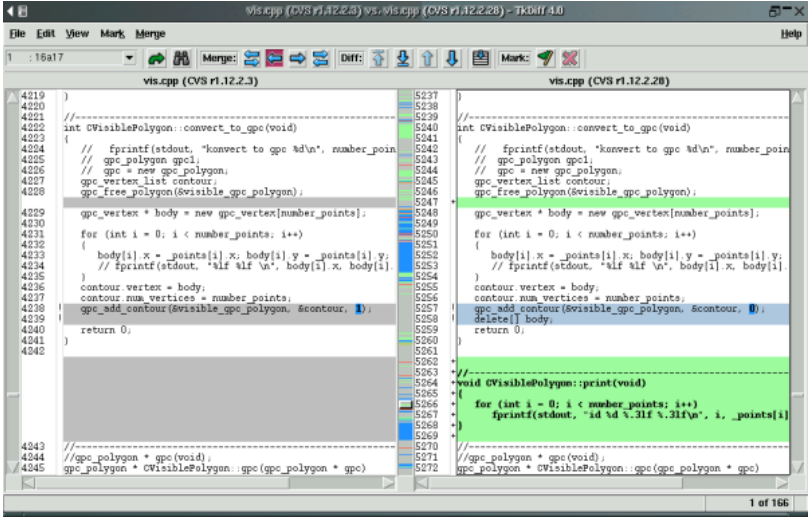 vis.cpp (CVS r1.12.2.3) vs. vis.cpp (CVS r1.12.2.28) - TkDiff 4.0
File Edit View Mark Merge Help
1 : 16a17 Merge: Diff: Mark:
vis.cpp (CVS r1.12.2.3)
4219 }
4220
4221 //---------------------------------------------------------
4222 int CVisiblePolygon::convert_to_gpc(void)
4223 {
4224 // fprintf(stdout, "konvert to gpc %d\n", number_poin
4225 // gpc_polygon gpc1;
4226 // gpc = new gpc_polygon;
4227 gpc_vertex_list contour;
4228 gpc_free_polygon(&visible_gpc_polygon);
4229 gpc_vertex * body = new gpc_vertex[number_points];
4230
4231 for (int i = 0; i < number_points; i++)
4232 {
4233 body[i].x = _points[i].x; body[i].y = _points[i].y;
4234 // fprintf(stdout, "%lf %lf \n", body[i].x, body[i].
4235 }
4236 contour.vertex = body;
4237 contour.num_vertices = number_points;
4238 ! gpc_add_contour(&visible_gpc_polygon, &contour, 1);
4239 !
4240 return 0;
4241 }
4242
4243 //---------------------------------------------------------
4244 //gpc_polygon * gpc(void);
4245 gpc_polygon * CVisiblePolygon::gpc(gpc_polygon * gpc)
vis.cpp (CVS r1.12.2.28)
5237 }
5238
5239 //---------------------------------------------------------
5240 int CVisiblePolygon::convert_to_gpc(void)
5241 {
5242 // fprintf(stdout, "konvert to gpc %d\n", number_poin
5243 // gpc_polygon gpc1;
5244 // gpc = new gpc_polygon;
5245 gpc_vertex_list contour;
5246 gpc_free_polygon(&visible_gpc_polygon);
5247 +
5248 gpc_vertex * body = new gpc_vertex[number_points];
5249
5250 for (int i = 0; i < number_points; i++)
5251 {
5252 body[i].x = _points[i].x; body[i].y = _points[i].y;
5253 // fprintf(stdout, "%lf %lf \n", body[i].x, body[i].
5254 }
5255 contour.vertex = body;
5256 contour.num_vertices = number_points;
5257 ! gpc_add_contour(&visible_gpc_polygon, &contour, 0);
5258 ! delete[] body;
5259 return 0;
5260 }
5261
5262 +
5263 +//---------------------------------------------------------
5264 +void CVisiblePolygon::print(void)
5265 +{
5266 + for (int i = 0; i < number_points; i++)
5267 + fprintf(stdout, "id %d %.3lf %.3lf\n", i, _points[i]
5268 +}
5269 +
5270 //---------------------------------------------------------
5271 //gpc_polygon * gpc(void);
5272 gpc_polygon * CVisiblePolygon::gpc(gpc_polygon * gpc)
1 of 166